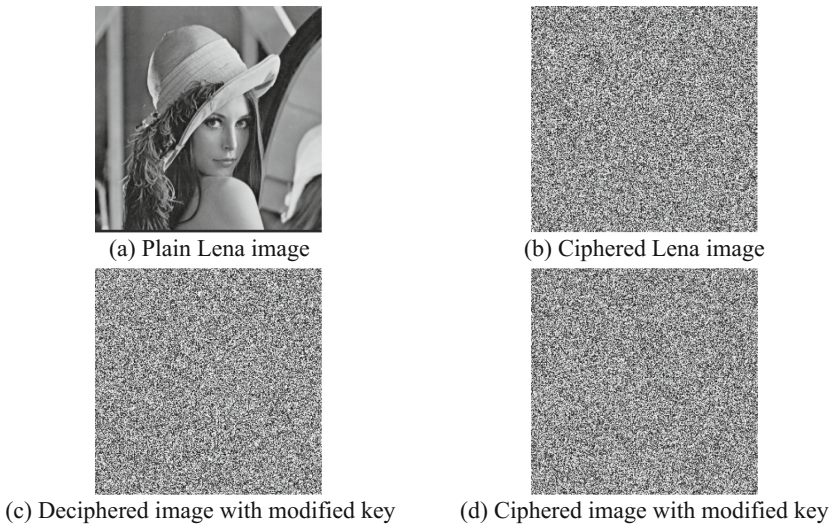 (a) Plain Lena image
(b) Ciphered Lena image
(c) Deciphered image with modified key
(d) Ciphered image with modified key